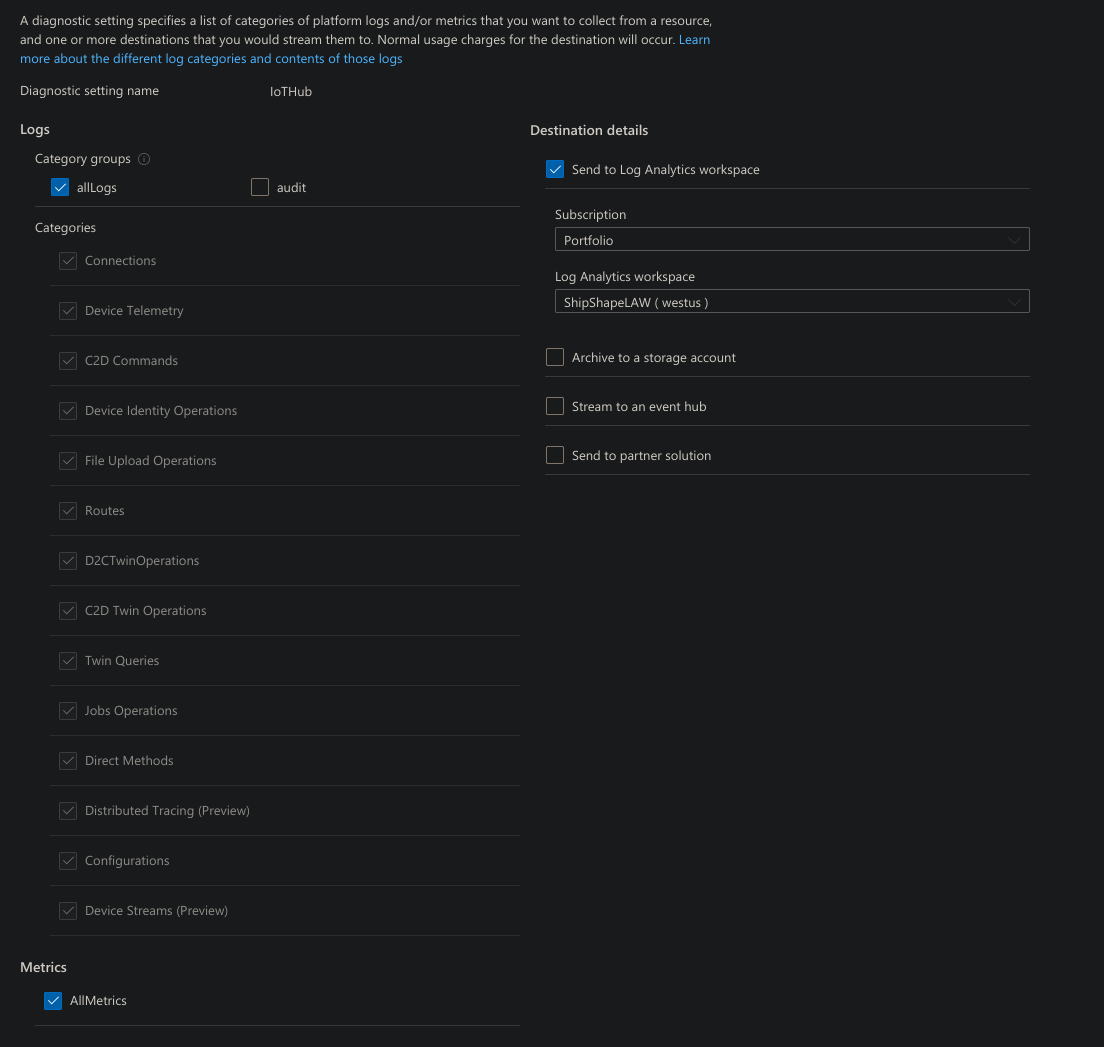 A diagnostic setting specifies a list of categories of platform logs and/or metrics that you want to collect from a resource,
and one or more destinations that you would stream them to. Normal usage charges for the destination will occur. Learn
more about the different log categories and contents of those logs
Diagnostic setting name
IoTHub
Logs
Category groups
allLogs
audit
Categories
Connections
Device Telemetry
C2D Commands
Device Identity Operations
File Upload Operations
Routes
D2CTwinOperations
C2D Twin Operations
Twin Queries
Jobs Operations
Direct Methods
Distributed Tracing (Preview)
Configurations
Device Streams (Preview)
Metrics
AllMetrics
Destination details
Send to Log Analytics workspace
Subscription
Portfolio
Log Analytics workspace
ShipShapeLAW ( westus )
Archive to a storage account
Stream to an event hub
Send to partner solution